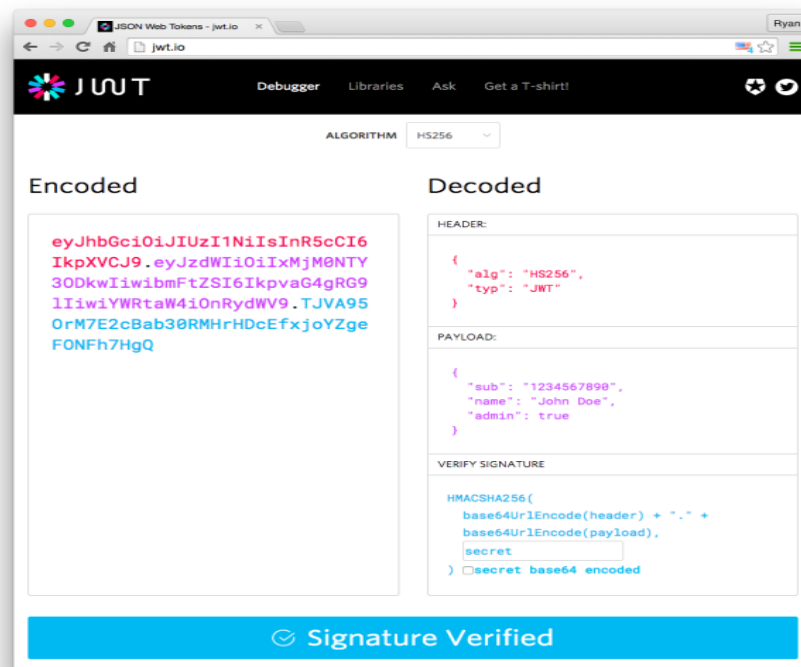 JSON Web Tokens - jwt.io
Ryan
jwt.io
JWT
Debugger Libraries Ask Get a T-shirt!
ALGORITHM HS256
Encoded
eyJhbGciOiJIUzI1NiIsInR5cCI6
IkpXVCJ9.eyJzdWIiOiIxMjM0NTY
3ODkwIiwibmFtZSI6IkpvaG4gRG9
lIiwiYWRtaW4iOnRydWV9.TJVA95
OrM7E2cBab30RMHrHDcEfxjoYZge
FONFh7HgQ
Decoded
HEADER:
{
"alg": "HS256",
"typ": "JWT"
}
PAYLOAD:
{
"sub": "1234567890",
"name": "John Doe",
"admin": true
}
VERIFY SIGNATURE
HMACSHA256(
base64UrlEncode(header) + "." +
base64UrlEncode(payload),
secret
) secret base64 encoded
Signature Verified